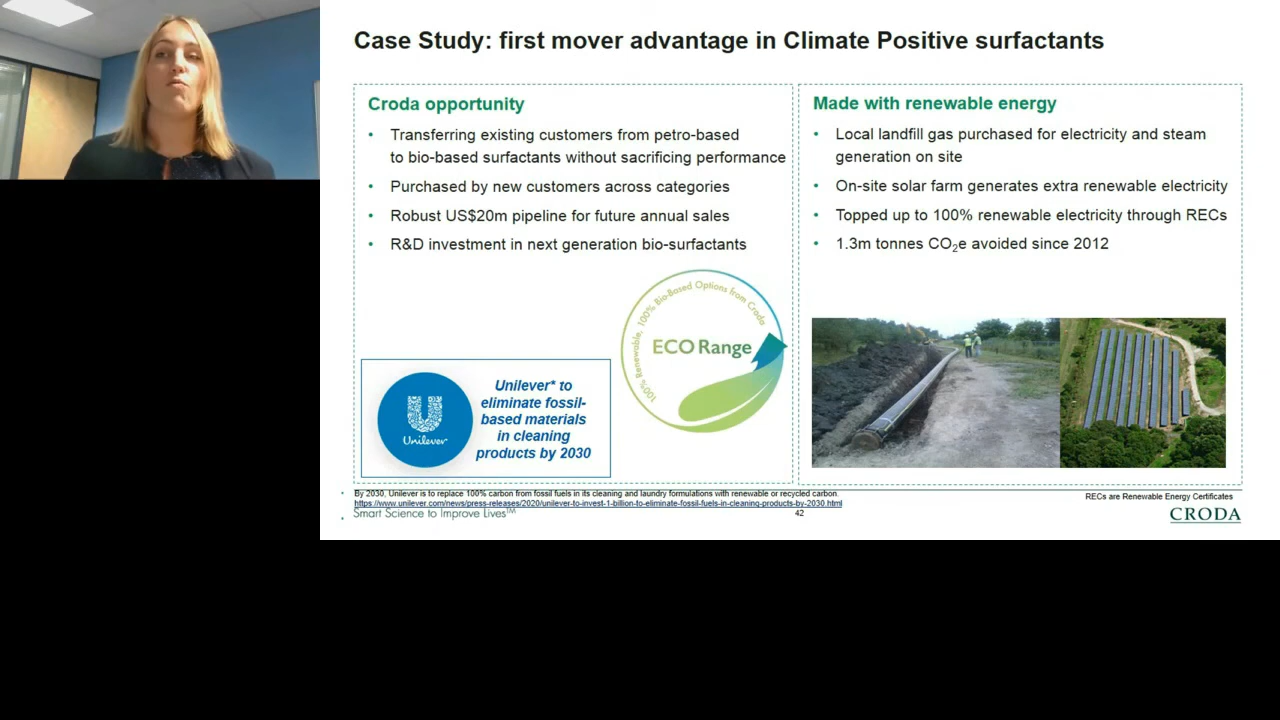 Case Study: first mover advantage in Climate Positive surfactants
Croda opportunity
• Transferring existing customers from petro-based
to bio-based surfactants without sacrificing performance
• Purchased by new customers across categories
• Robust US$20m pipeline for future annual sales
• R&D investment in next generation bio-surfactants
100% Renewable, 100% Bio-Based Options from Croda
ECO Range
Unilever
Unilever* to
eliminate fossil-
based materials
in cleaning
products by 2030
Made with renewable energy
• Local landfill gas purchased for electricity and steam
generation on site
• On-site solar farm generates extra renewable electricity
• Topped up to 100% renewable electricity through RECs
• 1.3m tonnes CO₂e avoided since 2012
• By 2030, Unilever is to replace 100% carbon from fossil fuels in its cleaning and laundry formulations with renewable or recycled carbon.
https://www.unilever.com/news/press-releases/2020/unilever-to-invest-1-billion-to-eliminate-fossil-fuels-in-cleaning-products-by-2030.html
• Smart Science to Improve Lives™
42
RECs are Renewable Energy Certificates
CRODA